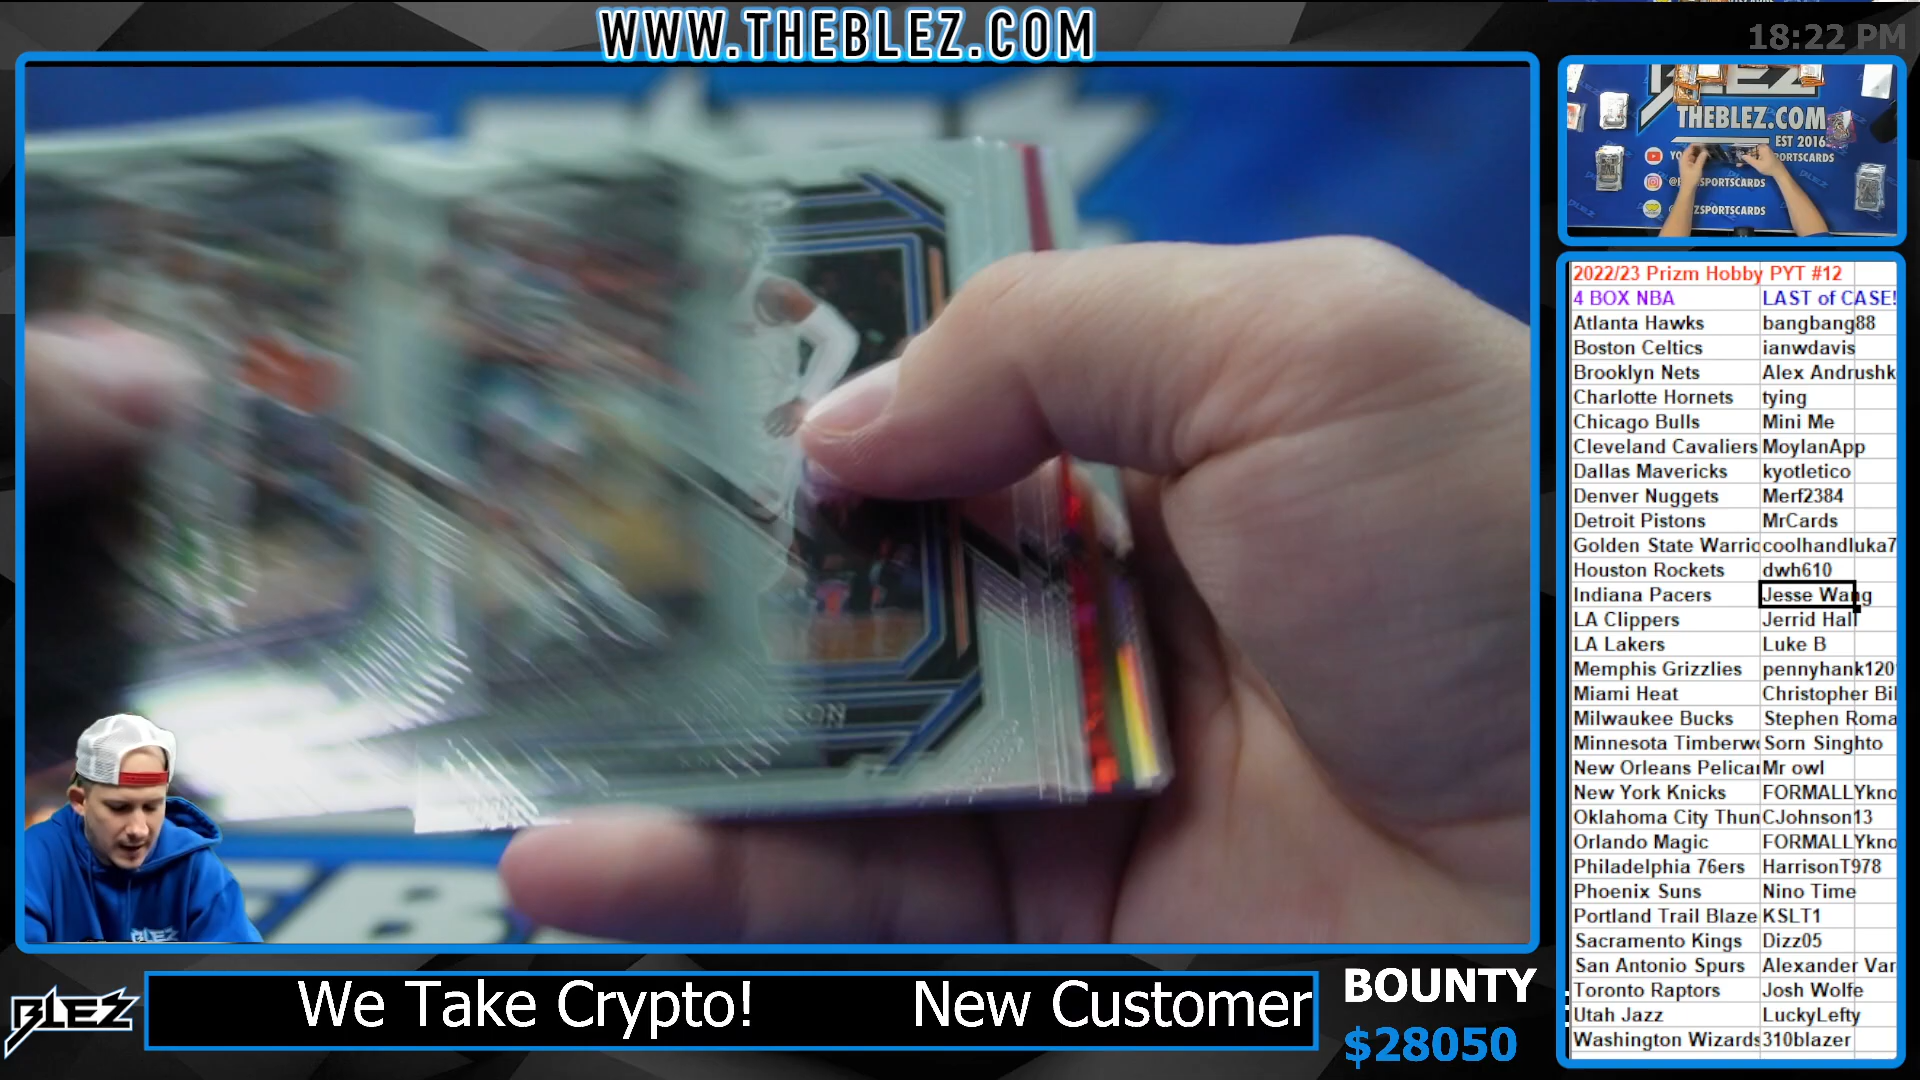 WWW.THEBLEZ.COM
18:22 PM
THEBLEZ.COM
EST 2016
SPORTSCARDS
2022/23 Prizm Hobby PYT #12
4 BOX NBA LAST of CASE!
Atlanta Hawks bangbang88
Boston Celtics ianwdavis
Brooklyn Nets Alex Andrushk
Charlotte Hornets tying
Chicago Bulls Mini Me
Cleveland Cavaliers MoylanApp
Dallas Mavericks kyotletico
Denver Nuggets Merf2384
Detroit Pistons MrCards
Golden State Warrio coolhandluka7
Houston Rockets dwh610
Indiana Pacers Jesse Wang
LA Clippers Jerrid Hall
LA Lakers Luke B
Memphis Grizzlies pennyhank120
Miami Heat Christopher Bil
Milwaukee Bucks Stephen Roma
Minnesota Timberwo Sorn Singhto
New Orleans Pelica Mr owl
New York Knicks FORMALLYkno
Oklahoma City Thun CJohnson13
Orlando Magic FORMALLYkno
Philadelphia 76ers HarrisonT978
Phoenix Suns Nino Time
Portland Trail Blaze KSLT1
Sacramento Kings Dizz05
San Antonio Spurs Alexander Var
Toronto Raptors Josh Wolfe
Utah Jazz LuckyLefty
Washington Wizards 310blazer
BLEZ
We Take Crypto! New Customer
BOUNTY
$28050